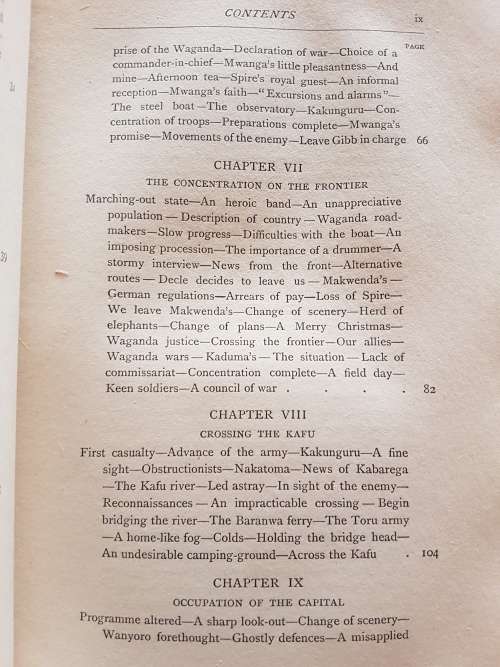 CONTENTS ix
PAGE
prise of the Waganda—Declaration of war—Choice of a
commander-in-chief—Mwanga's little pleasantness—And
mine—Afternoon tea—Spire's royal guest—An informal
reception—Mwanga's faith—"Excursions and alarms"—
The steel boat—The observatory—Kakunguru—Con-
centration of troops—Preparations complete—Mwanga's
promise—Movements of the enemy—Leave Gibb in charge 66
CHAPTER VII
THE CONCENTRATION ON THE FRONTIER
Marching-out state—An heroic band—An unappreciative
population—Description of country—Waganda road-
makers—Slow progress—Difficulties with the boat—An
imposing procession—The importance of a drummer—A
stormy interview—News from the front—Alternative
routes—Decle decides to leave us—Makwenda's—
German regulations—Arrears of pay—Loss of Spire—
We leave Makwenda's—Change of scenery—Herd of
elephants—Change of plans—A Merry Christmas—
Waganda justice—Crossing the frontier—Our allies—
Waganda wars—Kaduma's—The situation—Lack of
commissariat—Concentration complete—A field day—
Keen soldiers—A council of war . . . . 82
CHAPTER VIII
CROSSING THE KAFU
First casualty—Advance of the army—Kakunguru—A fine
sight—Obstructionists—Nakatoma—News of Kabarega
—The Kafu river—Led astray—In sight of the enemy—
Reconnaissances—An impracticable crossing—Begin
bridging the river—The Baranwa ferry—The Toru army
—A home-like fog—Colds—Holding the bridge head—
An undesirable camping-ground—Across the Kafu . 104
CHAPTER IX
OCCUPATION OF THE CAPITAL
Programme altered—A sharp look-out—Change of scenery—
Wanyoro forethought—Ghostly defences—A misapplied